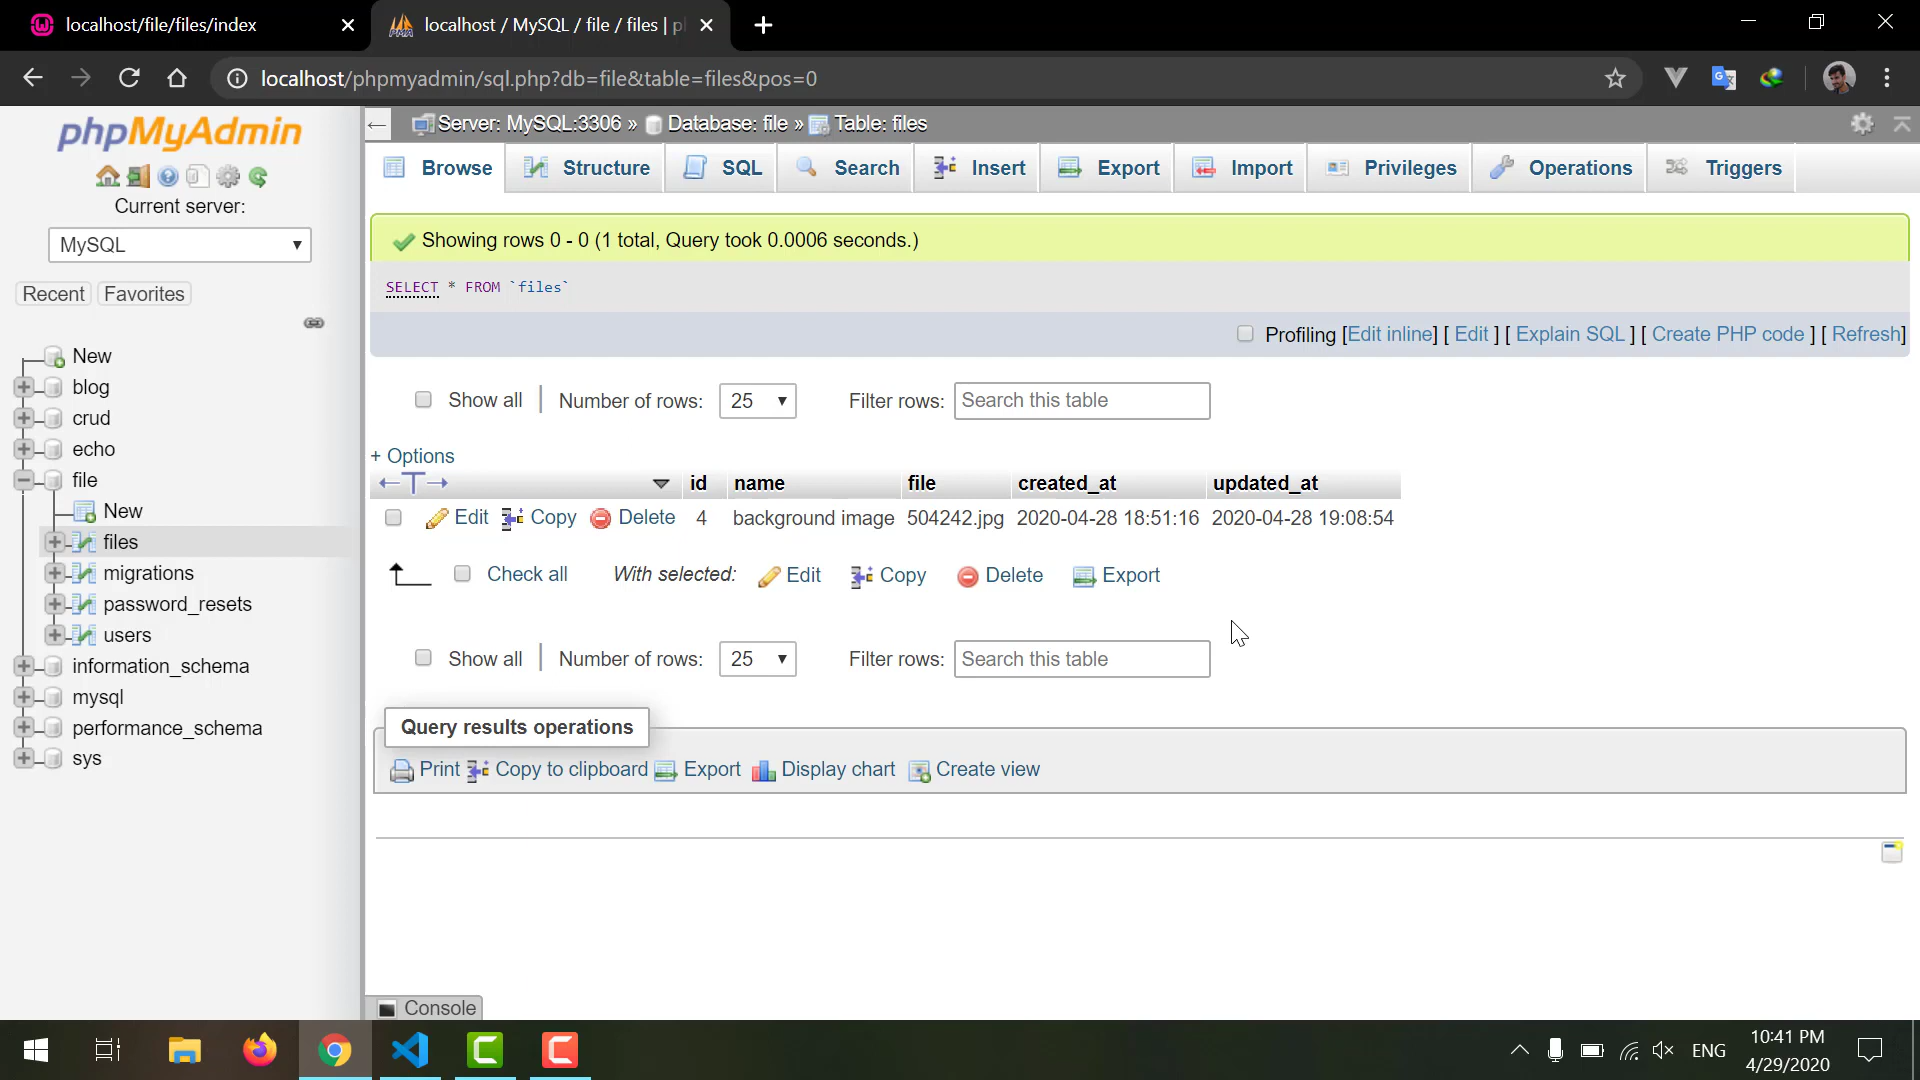 localhost/file/files/index
localhost / MySQL / file / files | p
localhost/phpmyadmin/sql.php?db=file&table=files&pos=0
phpMyAdmin
Current server:
MySQL
Recent Favorites
New
blog
crud
echo
file
New
files
migrations
password_resets
users
information_schema
mysql
performance_schema
sys
Server: MySQL:3306 » Database: file » Table: files
Browse Structure SQL Search Insert Export Import Privileges Operations Triggers
Showing rows 0 - 0 (1 total, Query took 0.0006 seconds.)
SELECT * FROM `files`
Profiling [Edit inline] [ Edit ] [ Explain SQL ] [ Create PHP code ] [ Refresh]
Show all | Number of rows: 25 Filter rows: Search this table
+ Options
←T→ id name file created_at updated_at
Edit Copy Delete 4 background image 504242.jpg 2020-04-28 18:51:16 2020-04-28 19:08:54
Check all With selected: Edit Copy Delete Export
Show all | Number of rows: 25 Filter rows: Search this table
Query results operations
Print Copy to clipboard Export Display chart Create view
Console
ENG
10:41 PM
4/29/2020